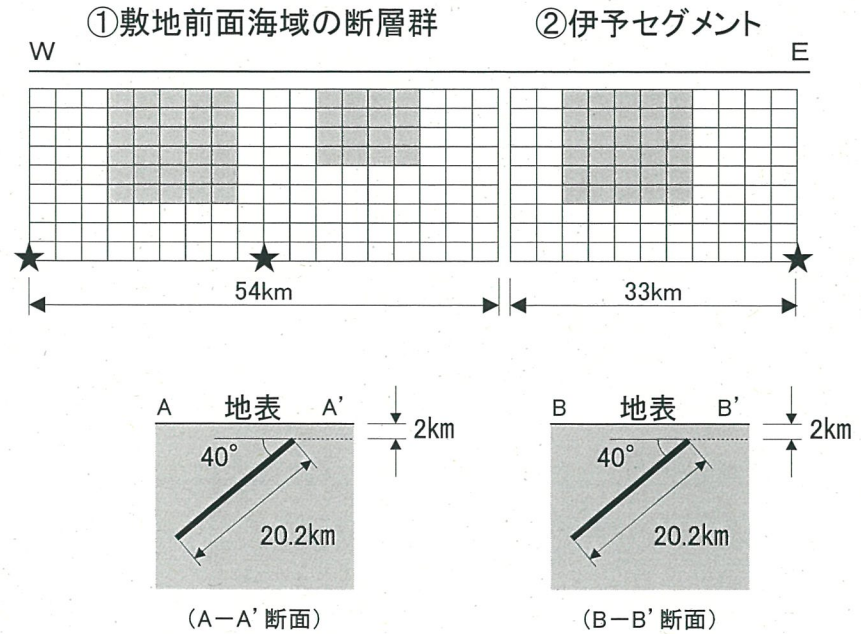 ①敷地前面海域の断層群
②伊予セグメント
W
E
54km
33km
A 地表 A'
2km
40°
20.2km
(A-A'断面)
B 地表 B'
2km
40°
20.2km
(B-B'断面)